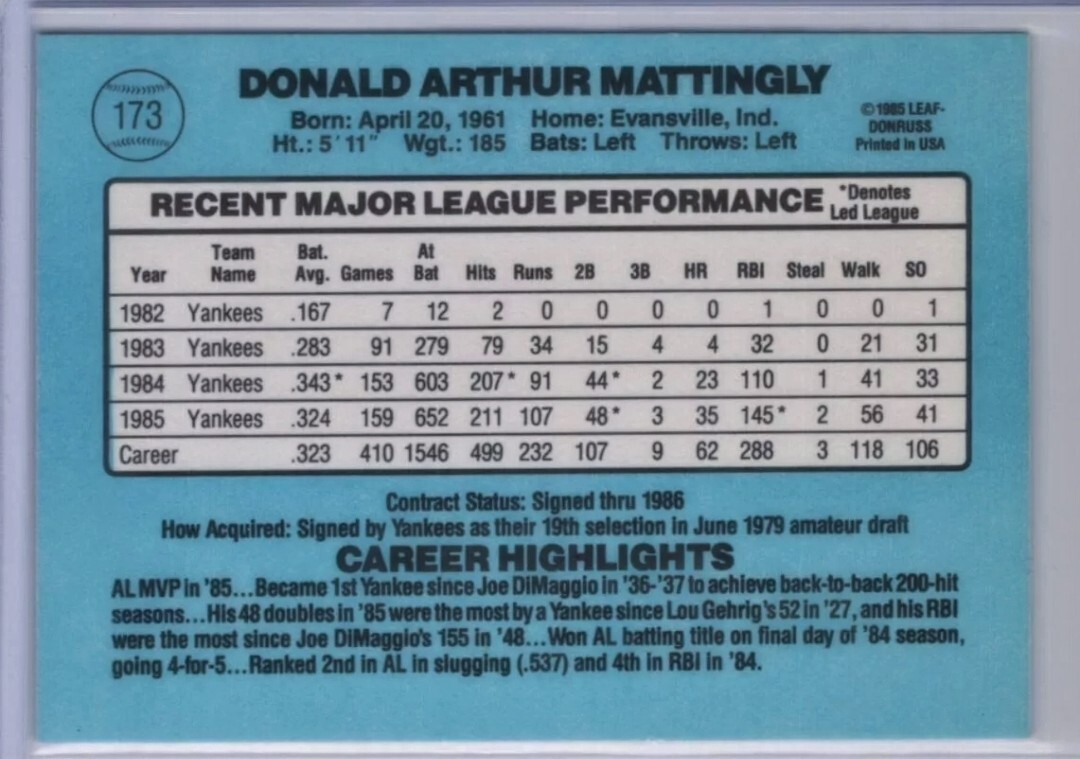 173
DONALD ARTHUR MATTINGLY
Born: April 20, 1961 Home: Evansville, Ind.
Ht.: 5' 11" Wgt.: 185 Bats: Left Throws: Left
©1985 LEAF-
DONRUSS
Printed in USA
RECENT MAJOR LEAGUE PERFORMANCE *Denotes
Led League
Year Team Name Bat. Avg. Games At Bat Hits Runs 2B 3B HR RBI Steal Walk SO
1982 Yankees .167 7 12 2 0 0 0 0 1 0 0 1
1983 Yankees .283 91 279 79 34 15 4 4 32 0 21 31
1984 Yankees .343* 153 603 207* 91 44* 2 23 110 1 41 33
1985 Yankees .324 159 652 211 107 48* 3 35 145* 2 56 41
Career .323 410 1546 499 232 107 9 62 288 3 118 106
Contract Status: Signed thru 1986
How Acquired: Signed by Yankees as their 19th selection in June 1979 amateur draft
CAREER HIGHLIGHTS
AL MVP in '85...Became 1st Yankee since Joe DiMaggio in '36-'37 to achieve back-to-back 200-hit
seasons...His 48 doubles in '85 were the most by a Yankee since Lou Gehrig's 52 in '27, and his RBI
were the most since Joe DiMaggio's 155 in '48...Won AL batting title on final day of '84 season,
going 4-for-5...Ranked 2nd in AL in slugging (.537) and 4th in RBI in '84.